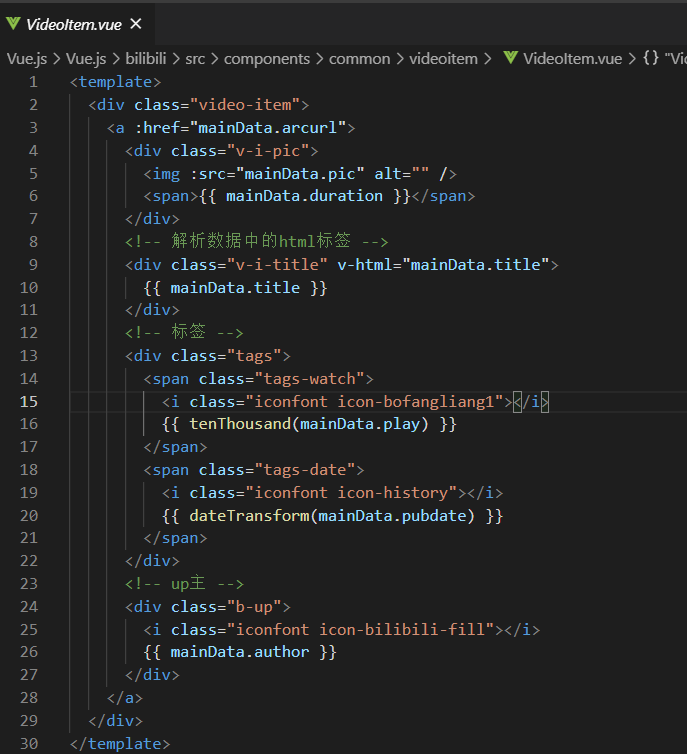 VideoItem.vue ×
Vue.js > Vue.js > bilibili > src > components > common > videoitem > VideoItem.vue > {} "Vi
1 <template>
2 <div class="video-item">
3 <a :href="mainData.arcurl">
4 <div class="v-i-pic">
5 <img :src="mainData.pic" alt="" />
6 <span>{{ mainData.duration }}</span>
7 </div>
8 <!-- 解析数据中的html标签 -->
9 <div class="v-i-title" v-html="mainData.title">
10 {{ mainData.title }}
11 </div>
12 <!-- 标签 -->
13 <div class="tags">
14 <span class="tags-watch">
15 <i class="iconfont icon-bofangliang1"></i>
16 {{ tenThousand(mainData.play) }}
17 </span>
18 <span class="tags-date">
19 <i class="iconfont icon-history"></i>
20 {{ dateTransform(mainData.pubdate) }}
21 </span>
22 </div>
23 <!-- up主 -->
24 <div class="b-up">
25 <i class="iconfont icon-bilibili-fill"></i>
26 {{ mainData.author }}
27 </div>
28 </a>
29 </div>
30 </template>